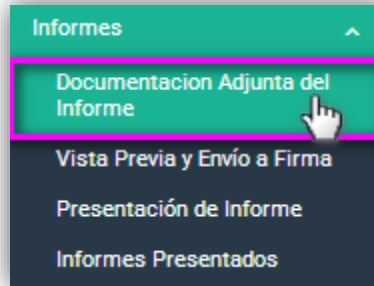 Informes
Documentacion Adjunta del
Informe
Vista Previa y Envío a Firma
Presentación de Informe
Informes Presentados